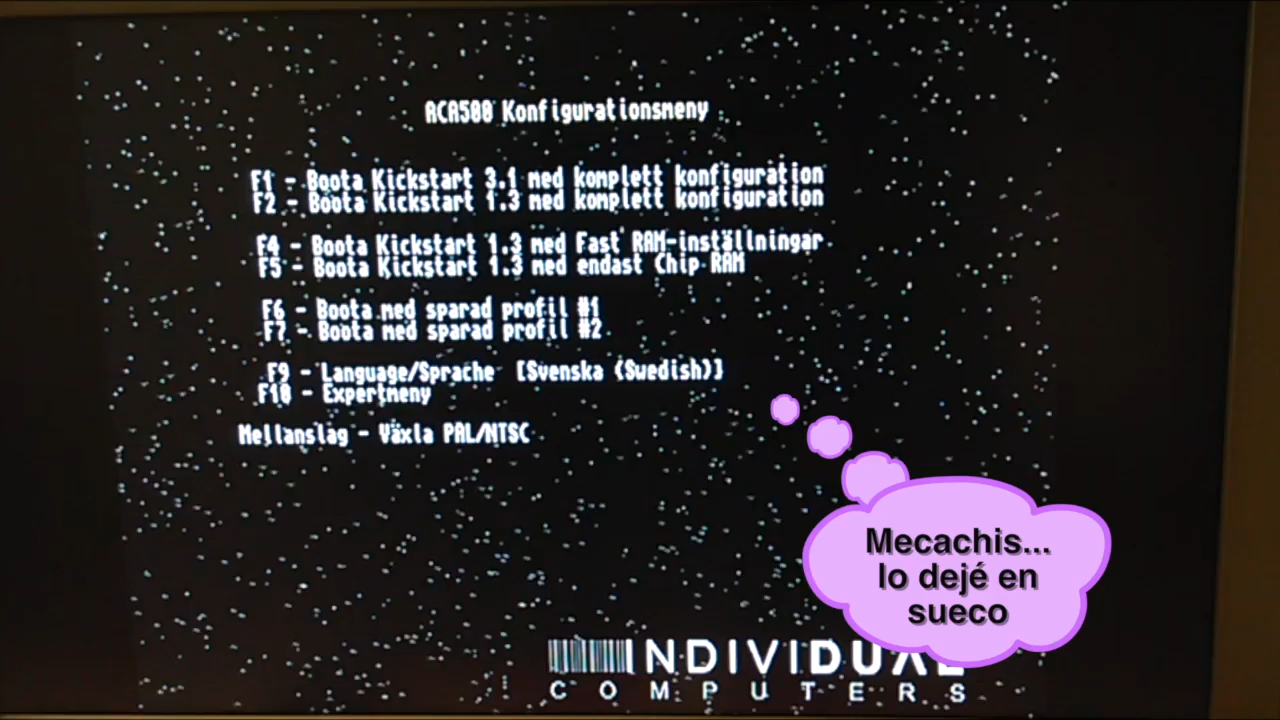 ACA500 Konfigurationsmeny
F1 - Boota Kickstart 3.1 med komplett konfiguration
F2 - Boota Kickstart 1.3 med komplett konfiguration
F4 - Boota Kickstart 1.3 med Fast RAM-inställningar
F5 - Boota Kickstart 1.3 med endast Chip RAM
F6 - Boota med sparad profil #1
F7 - Boota med sparad profil #2
F9 - Language/Sprache [Svenska (Swedish)]
F10 - Expertmeny
Mellanslag - Växla PAL/NTSC
Mecachis...
lo dejé en
sueco
INDIVIDUAL
COMPUTERS